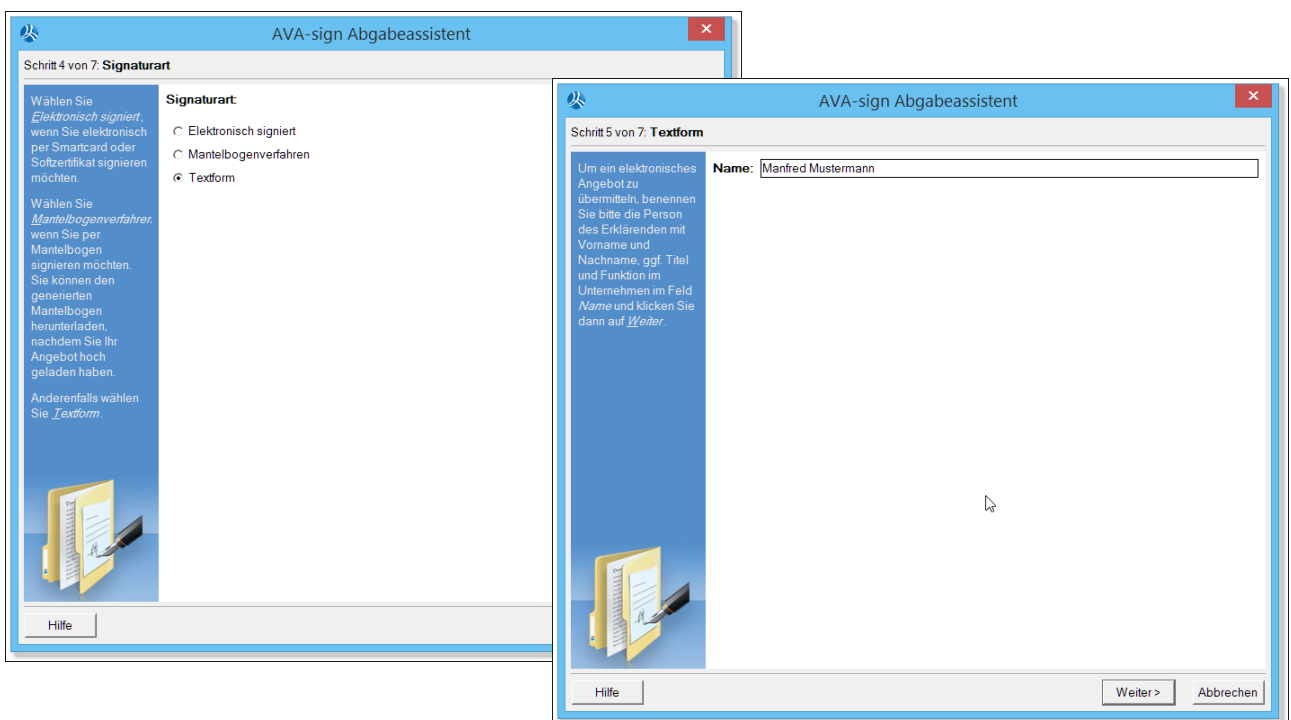 AVA-sign Abgabeassistent
Schritt 4 von 7: Signaturart
Wählen Sie
Elektronisch signiert,
wenn Sie elektronisch
per Smartcard oder
Softzertifikat signieren
möchten.
Wählen Sie
Mantelbogenverfahrer.
wenn Sie per
Mantelbogen
signieren möchten.
Sie können den
generierten
Mantelbogen
herunterladen,
nachdem Sie Ihr
Angebot hoch
geladen haben.
Anderenfalls wählen
Sie Textform.
Signaturart:
Elektronisch signiert
Mantelbogenverfahren
Textform
Hilfe
AVA-sign Abgabeassistent
Schritt 5 von 7: Textform
Um ein elektronisches
Angebot zu
übermitteln, benennen
Sie bitte die Person
des Erklärenden mit
Vorname und
Nachname, ggf. Titel
und Funktion im
Unternehmen im Feld
Name und klicken Sie
dann auf Weiter.
Name: Manfred Mustermann
Hilfe
Weiter >
Abbrechen